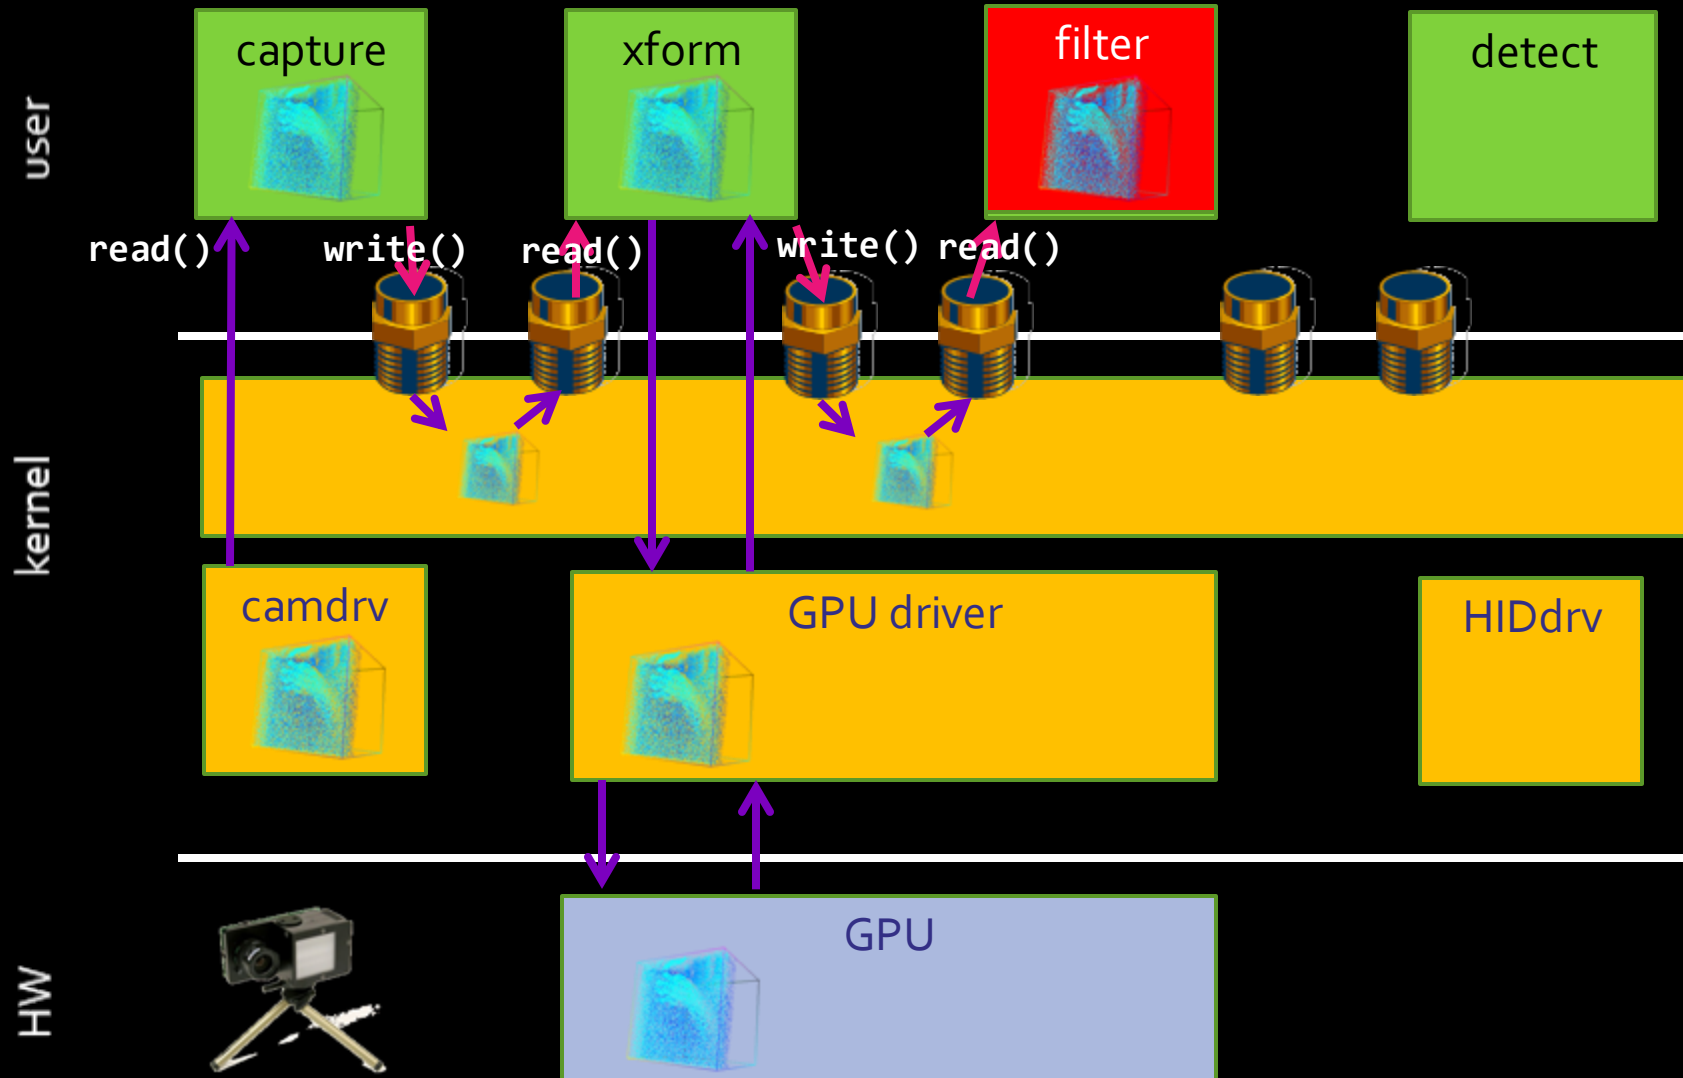 capture
xform
filter
detect
user
read()
write()
read()
write()
read()
kernel
camdrv
GPU driver
HIDdrv
HW
GPU